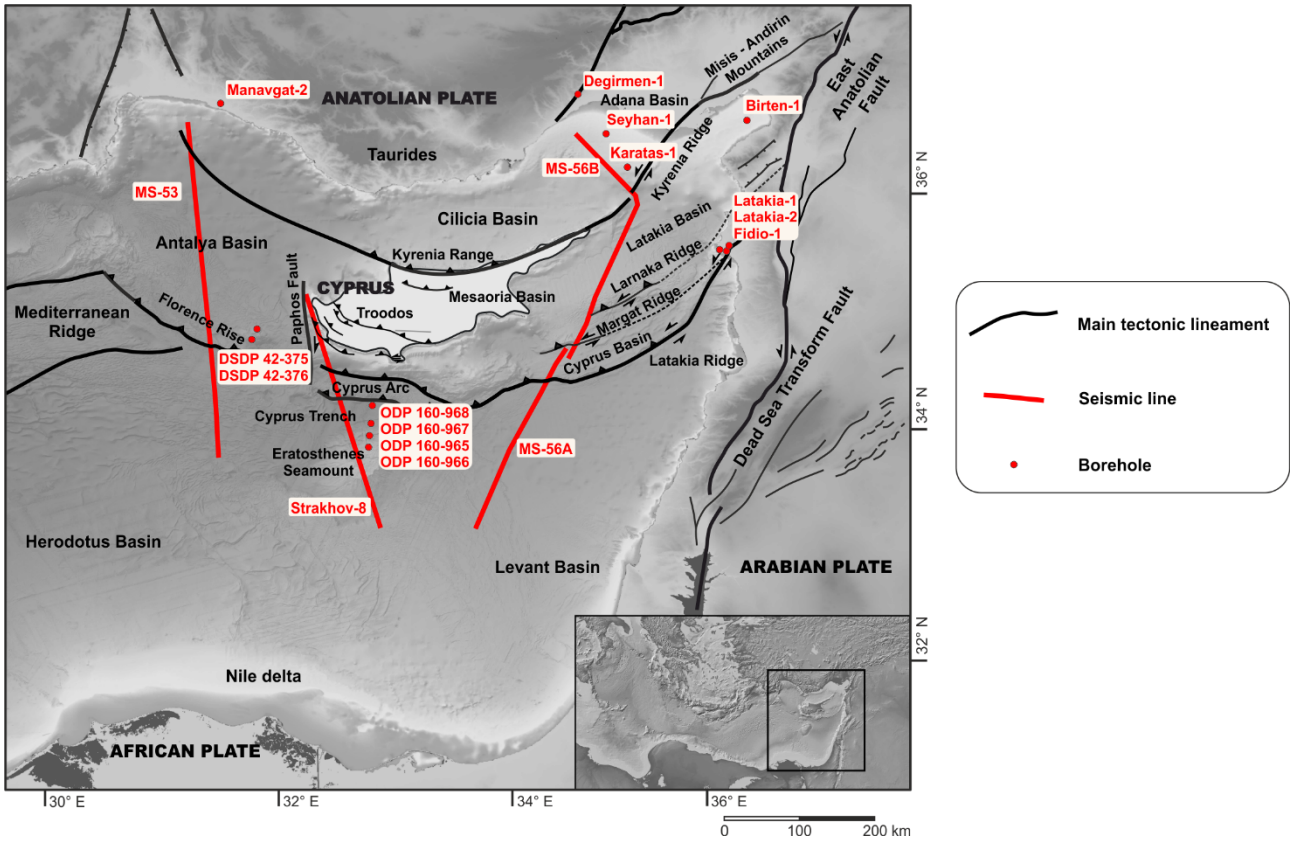 Manavgat-2
ANATOLIAN PLATE
Taurides
Degirmen-1
Adana Basin
Seyhan-1
Karatas-1
MS-56B
Misis - Andirin
Mountains
Birten-1
East
Anatolian
Fault
Kyrenia Ridge
36° N
MS-53
Antalya Basin
Cilicia Basin
Kyrenia Range
CYPRUS
Mesaoria Basin
Troodos
Paphos Fault
Latakia Basin
Larnaka Ridge
Margat Ridge
Cyprus Basin
Latakia Ridge
Latakia-1
Latakia-2
Fidio-1
Mediterranean
Ridge
Florence Rise
DSDP 42-375
DSDP 42-376
Cyprus Arc
Cyprus Trench
Eratosthenes
Seamount
ODP 160-968
ODP 160-967
ODP 160-965
ODP 160-966
MS-56A
Strakhov-8
Dead Sea Transform Fault
34° N
Herodotus Basin
Levant Basin
ARABIAN PLATE
32° N
Nile delta
AFRICAN PLATE
30° E
32° E
34° E
36° E
0
100
200 km
Main tectonic lineament
Seismic line
Borehole